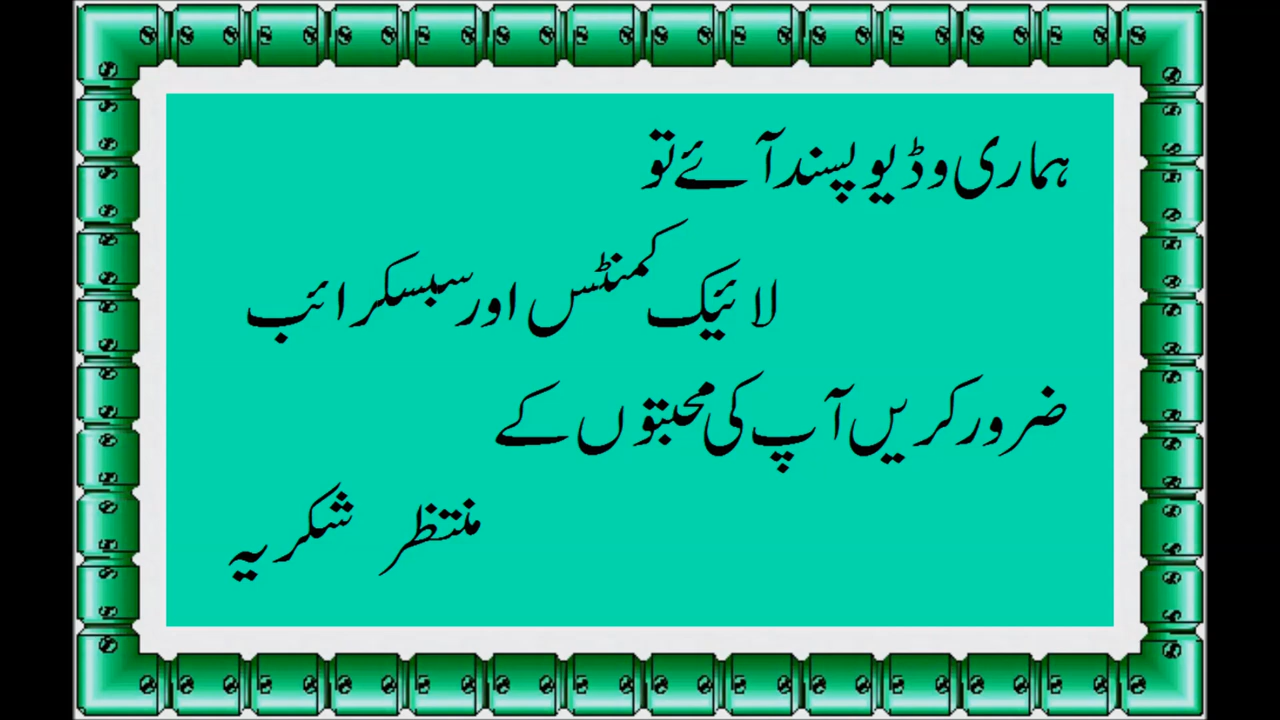 ہماری وڈیو پسند آئے تو
لائیک کمنٹس اور سبسکرائب
ضرور کریں آپ کی محبتوں کے
منتظر شکریہ